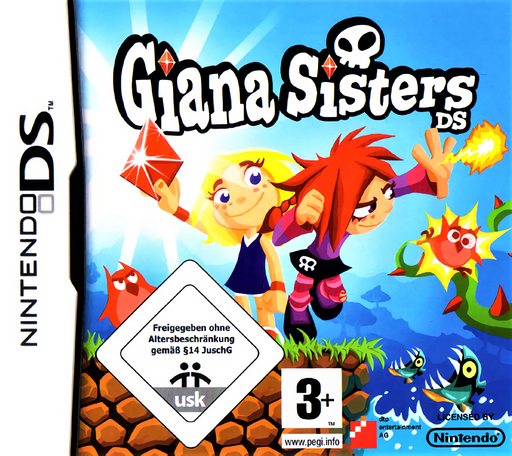 Giana Sisters
DS
NINTENDO DS™
Freigegeben ohne
Altersbeschränkung
gemäß §14 JuSchG
usk
3+
www.pegi.info
dtp
entertainment
AG
LICENSED BY
Nintendo